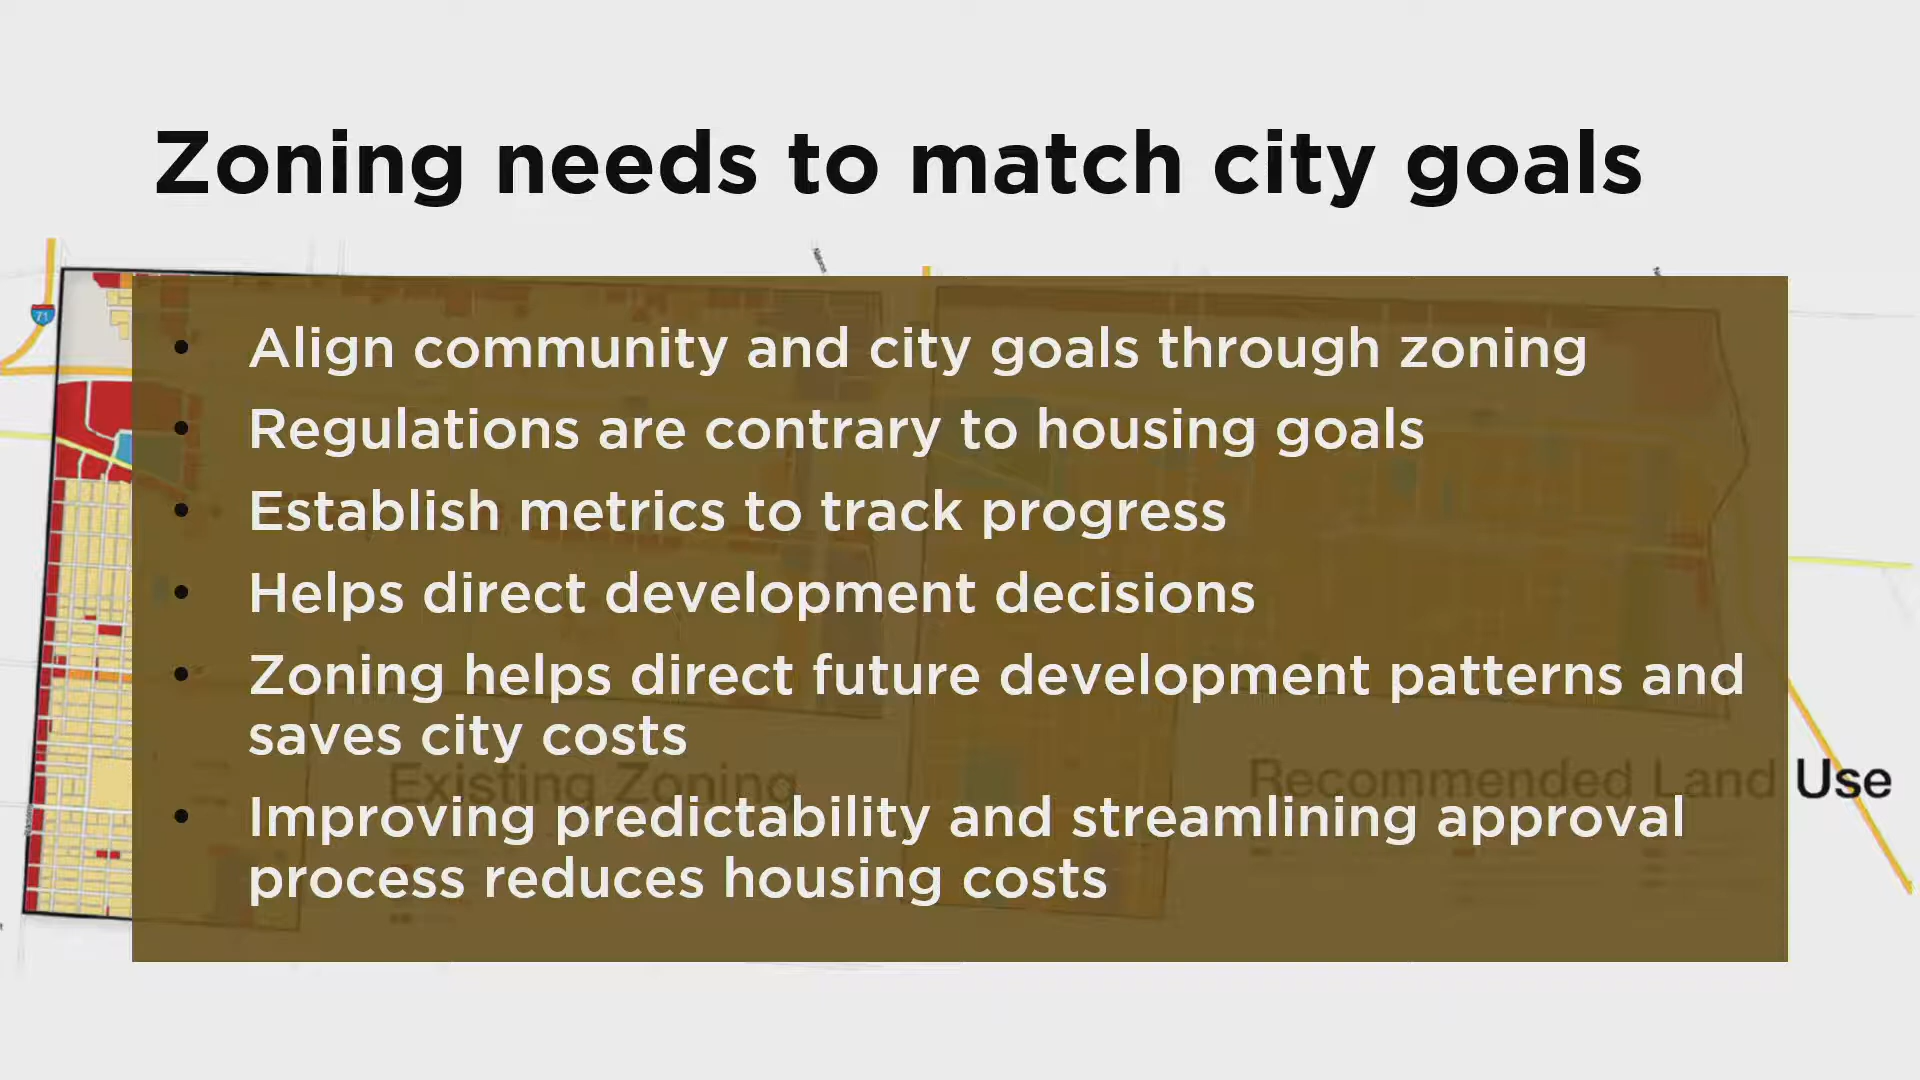 Zoning needs to match city goals
71
• Align community and city goals through zoning
• Regulations are contrary to housing goals
• Establish metrics to track progress
• Helps direct development decisions
• Zoning helps direct future development patterns and
saves city costs
Existing Zoning
Recommended Land Use
• Improving predictability and streamlining approval
process reduces housing costs